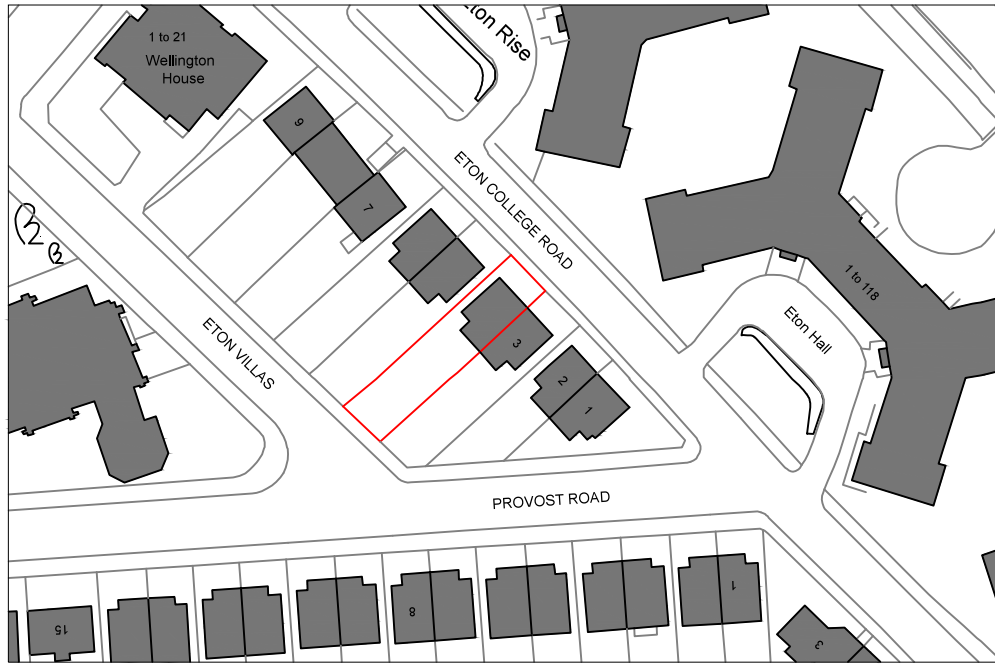 1 to 21
Wellington
House
Eton Rise
9
7
ETON COLLEGE ROAD
1 to 118
Eton Hall
ETON VILLAS
3
2
1
PROVOST ROAD
15
8
1
3